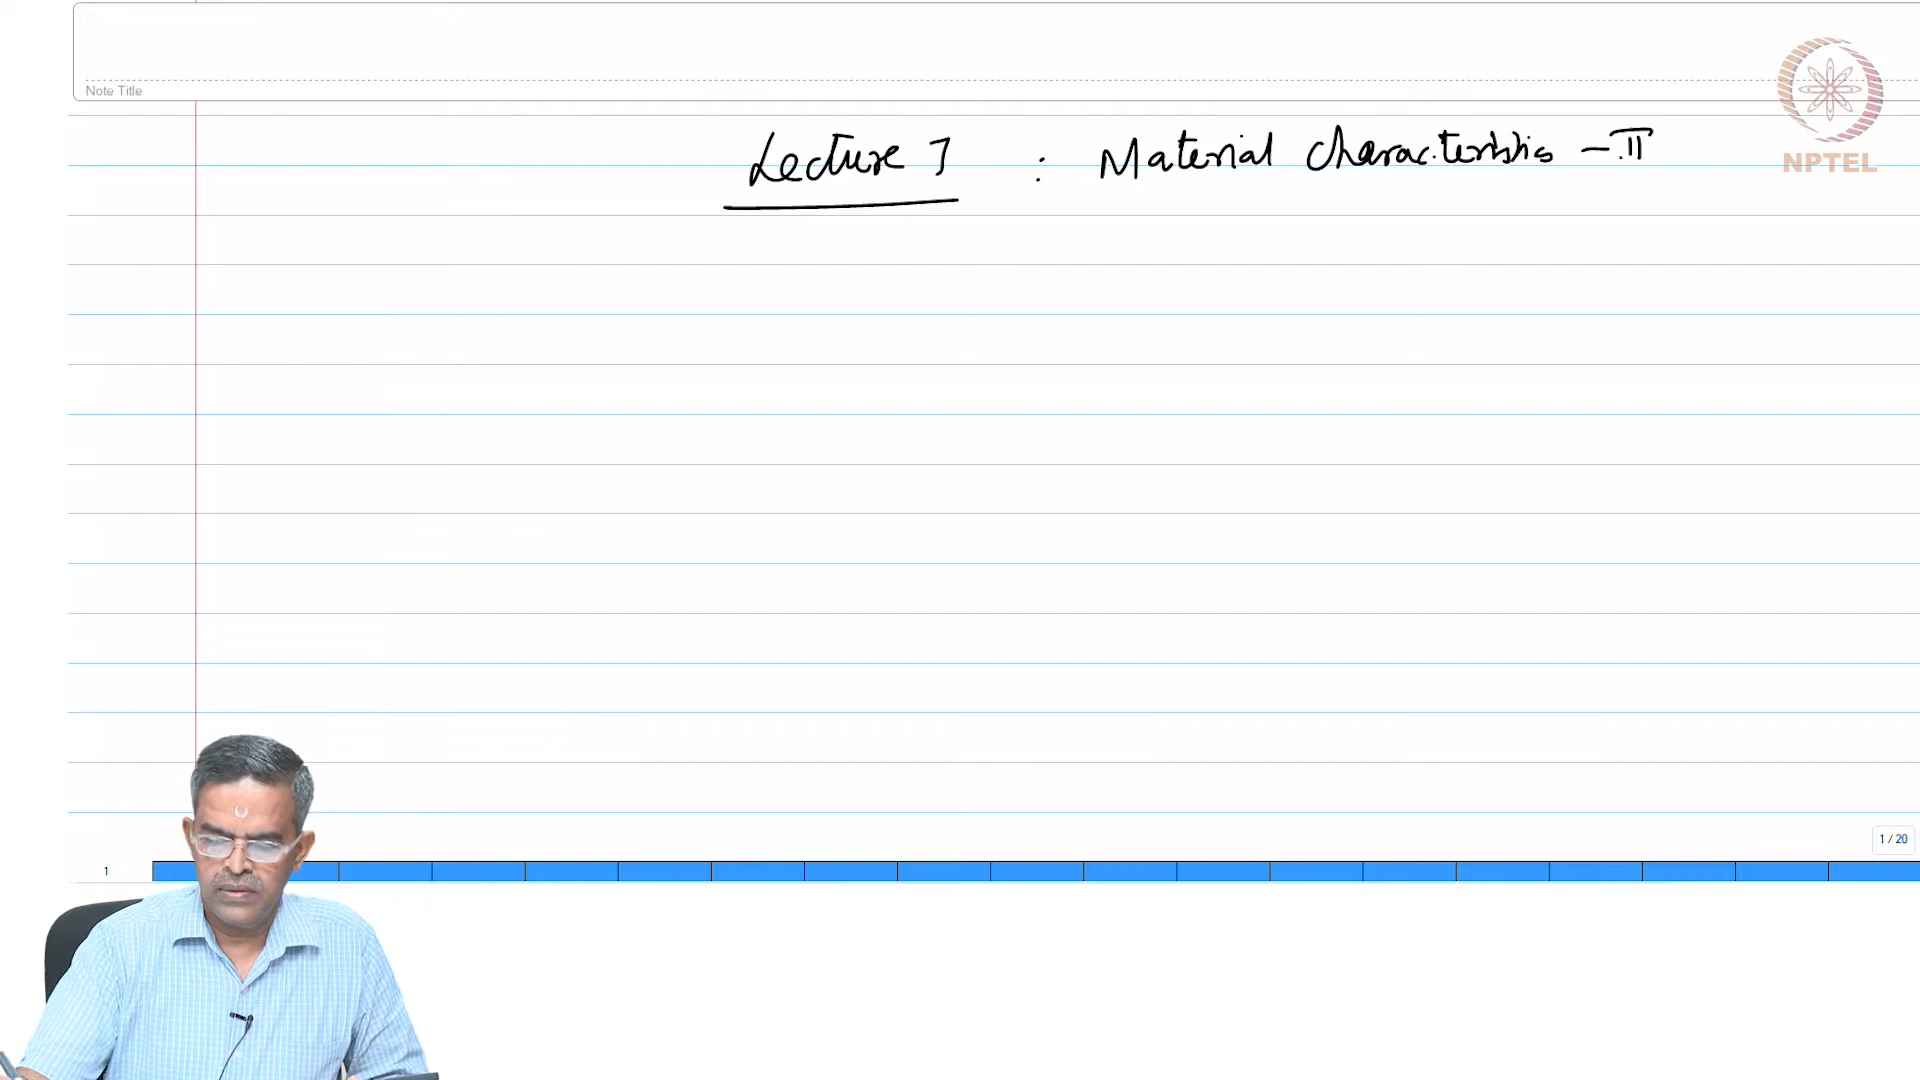 Note Title
Lecture 7 : Material characteristics - II
NPTEL
1 / 20
1